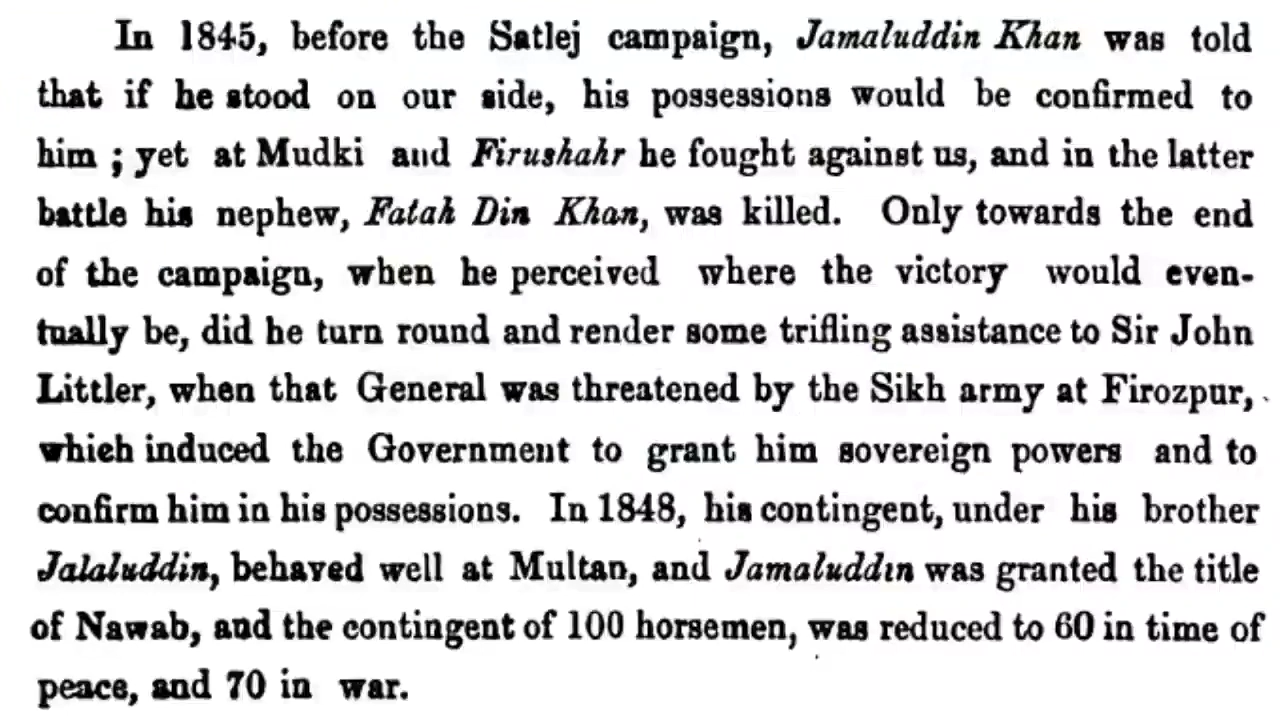 In 1845, before the Satlej campaign, Jamaluddin Khan was told
that if he stood on our side, his possessions would be confirmed to
him ; yet at Mudki and Firushahr he fought against us, and in the latter
battle his nephew, Fatah Din Khan, was killed. Only towards the end
of the campaign, when he perceived where the victory would even-
tually be, did he turn round and render some trifling assistance to Sir John
Littler, when that General was threatened by the Sikh army at Firozpur,
which induced the Government to grant him sovereign powers and to
confirm him in his possessions. In 1848, his contingent, under his brother
Jalaluddin, behaved well at Multan, and Jamaluddin was granted the title
of Nawab, and the contingent of 100 horsemen, was reduced to 60 in time of
peace, and 70 in war.